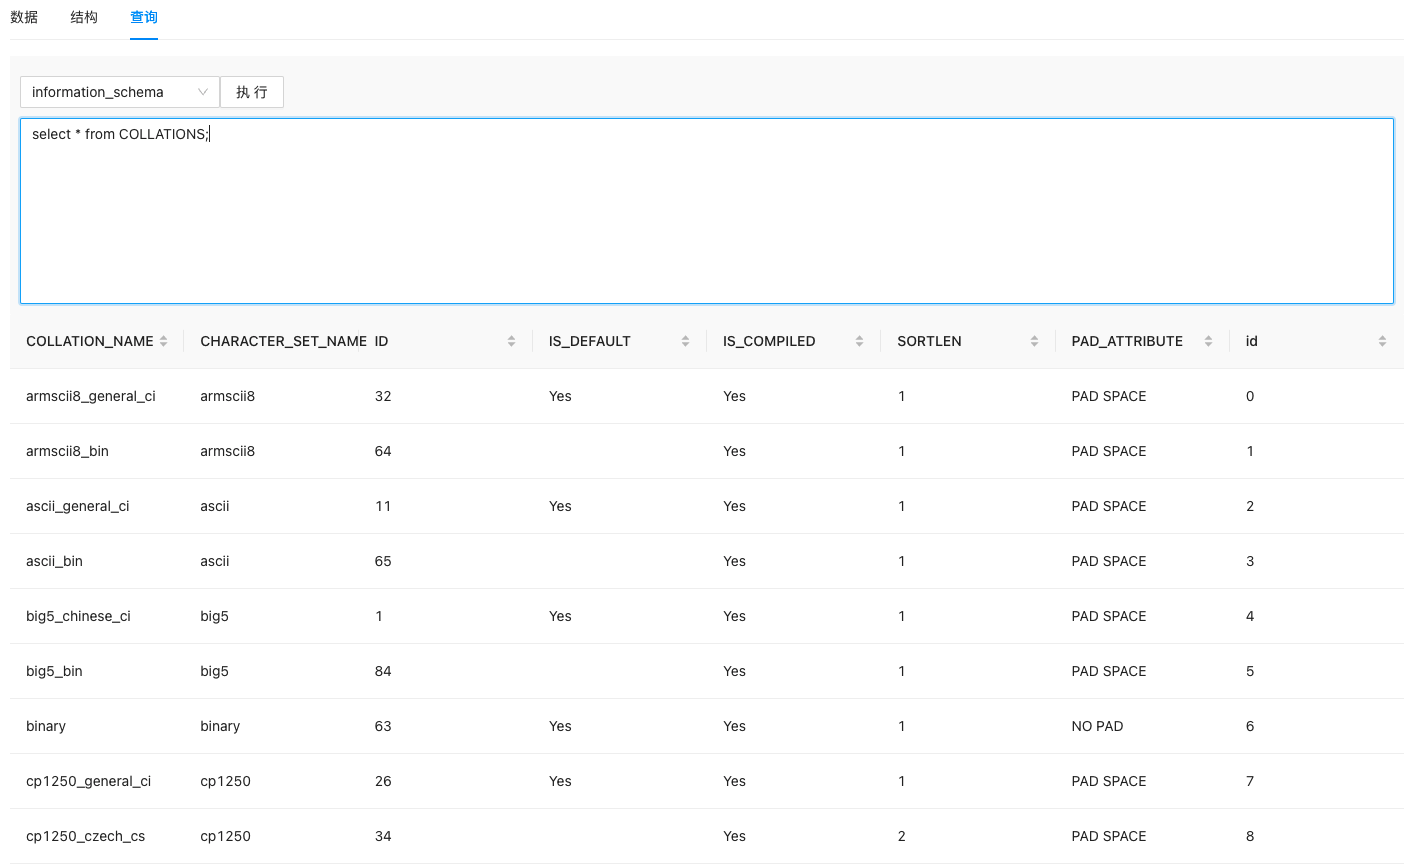 数据 结构 查询
information_schema 执 行
select * from COLLATIONS;
COLLATION_NAME CHARACTER_SET_NAME ID IS_DEFAULT IS_COMPILED SORTLEN PAD_ATTRIBUTE id
armscii8_general_ci armscii8 32 Yes Yes 1 PAD SPACE 0
armscii8_bin armscii8 64 Yes 1 PAD SPACE 1
ascii_general_ci ascii 11 Yes Yes 1 PAD SPACE 2
ascii_bin ascii 65 Yes 1 PAD SPACE 3
big5_chinese_ci big5 1 Yes Yes 1 PAD SPACE 4
big5_bin big5 84 Yes 1 PAD SPACE 5
binary binary 63 Yes Yes 1 NO PAD 6
cp1250_general_ci cp1250 26 Yes Yes 1 PAD SPACE 7
cp1250_czech_cs cp1250 34 Yes 2 PAD SPACE 8